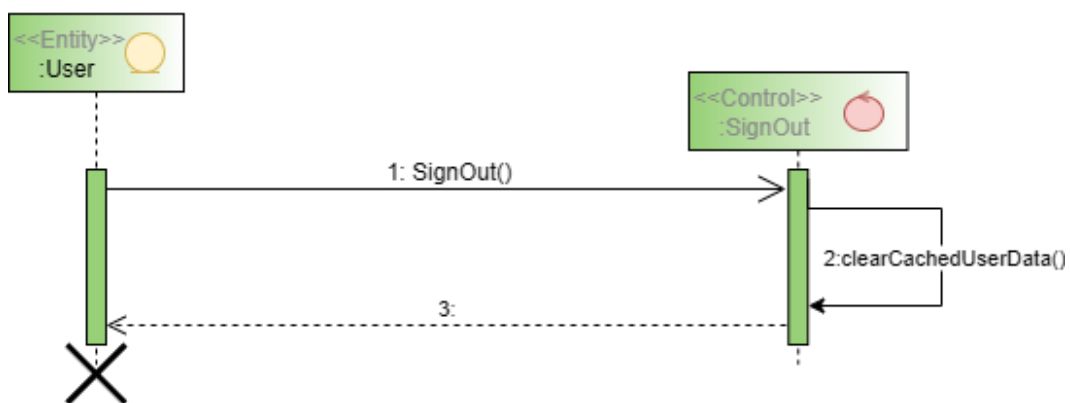 <<Entity>>
:User
<<Control>>
:SignOut
1: SignOut()
2:clearCachedUserData()
3: